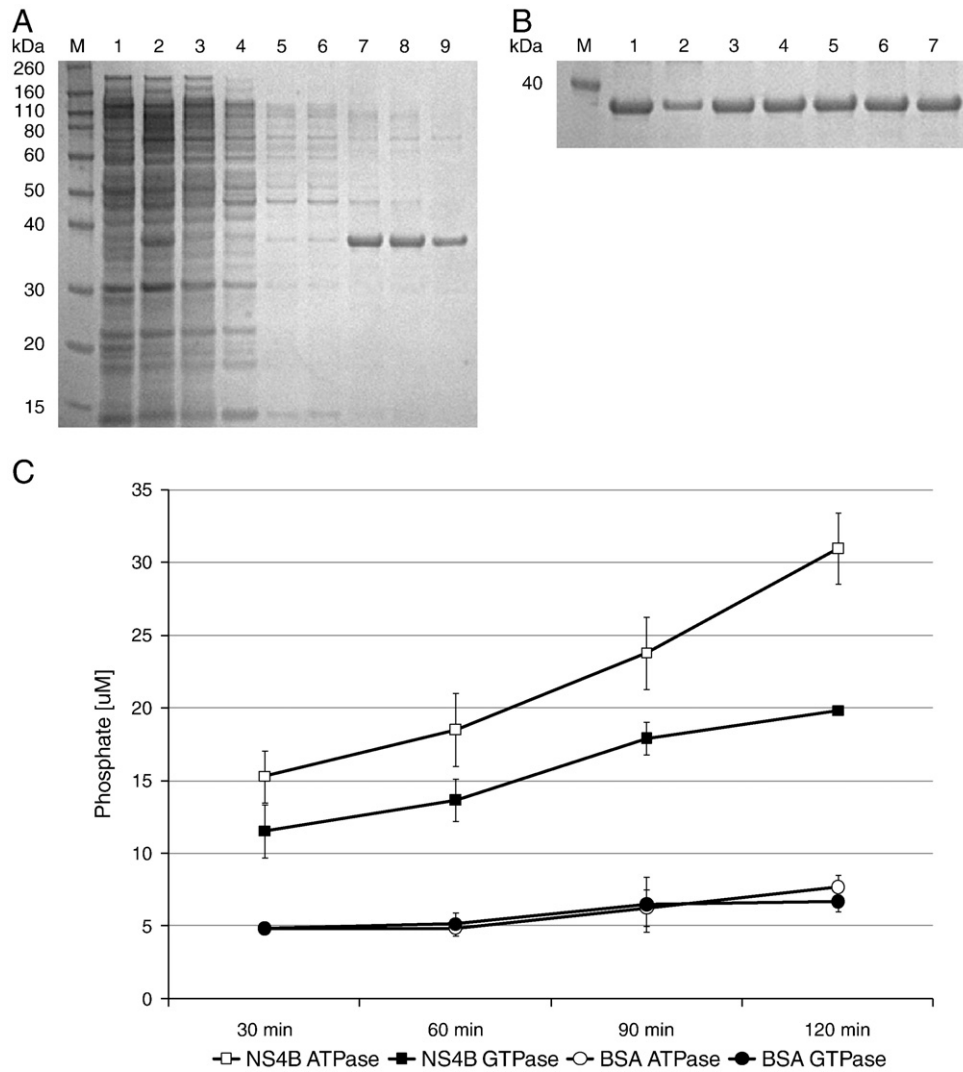 A
kDa M 1 2 3 4 5 6 7 8 9
260
160
110
80
60
50
40
30
20
15
B
kDa M 1 2 3 4 5 6 7
40
C
Phosphate [uM]
35
30
25
20
15
10
5
0
30 min 60 min 90 min 120 min
NS4B ATPase NS4B GTPase BSA ATPase BSA GTPase